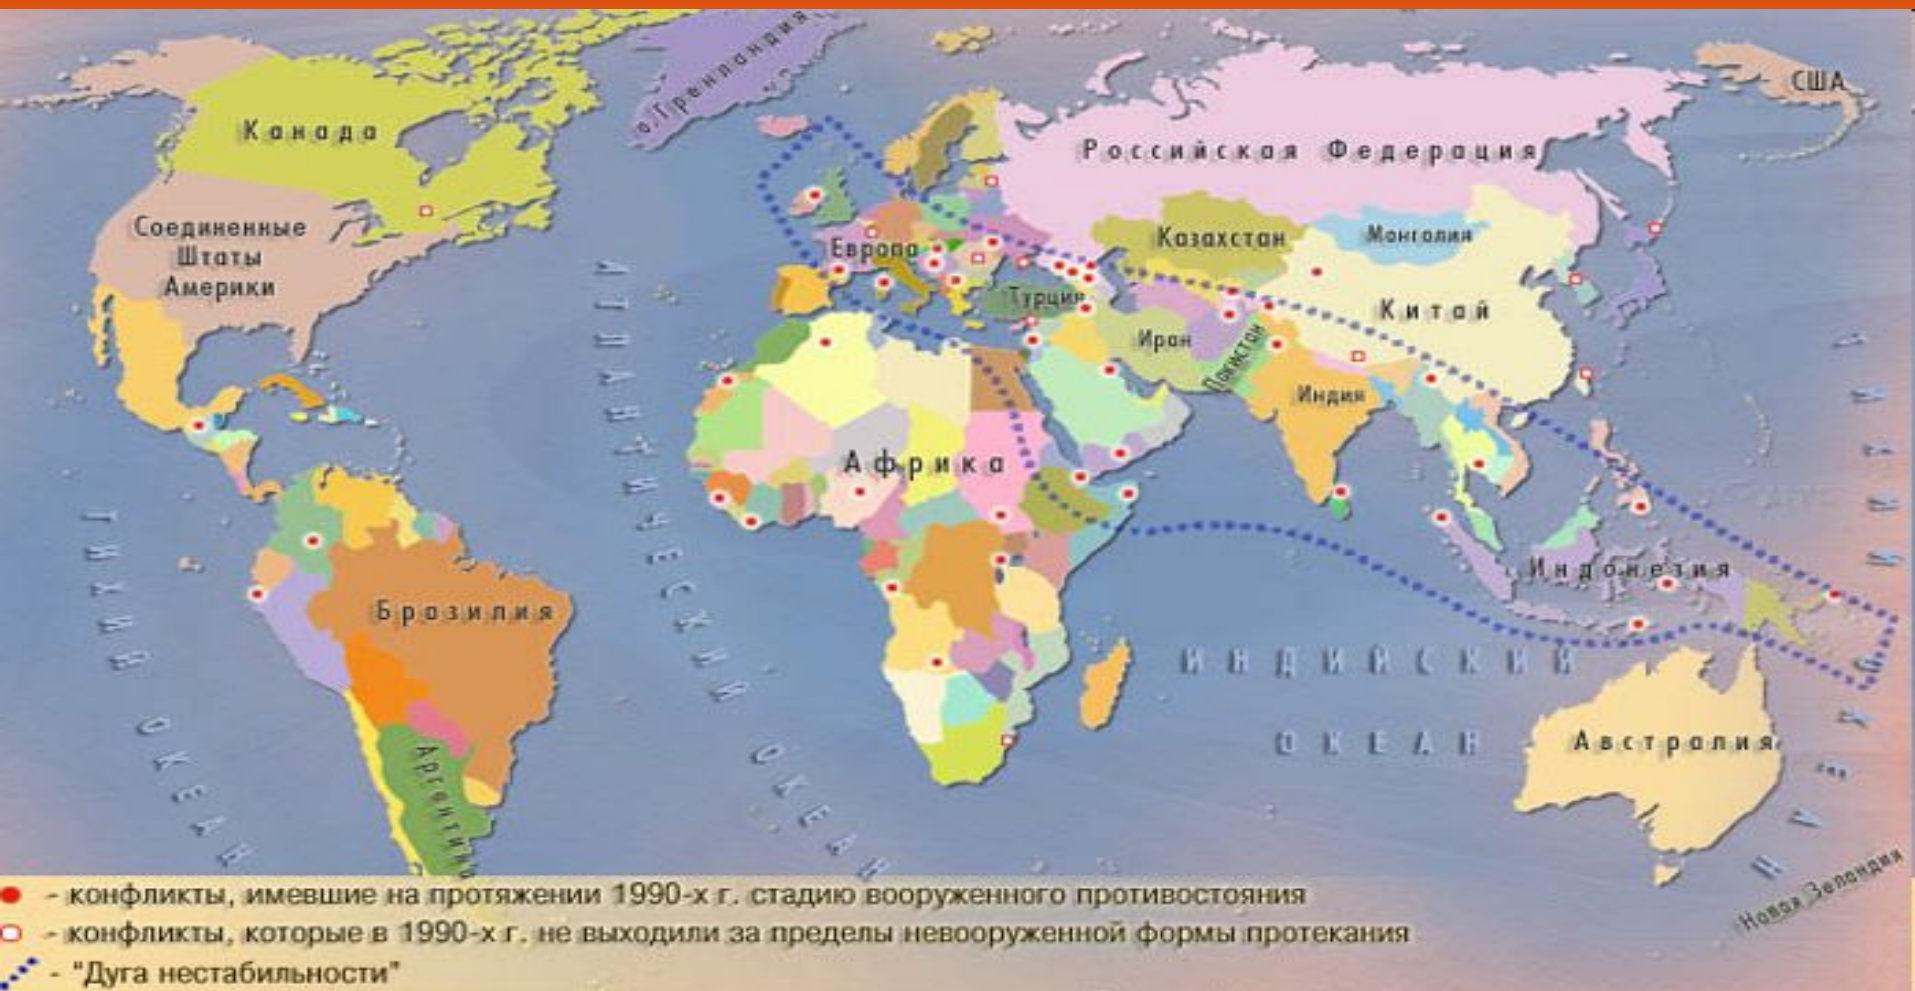 о. Гренландия
США
Канада
Российская Федерация
Соединенные
Штаты
Америки
Европа
Казахстан
Монголия
Турция
Китай
Иран
Пакистан
Индия
Африка
АТЛАНТИЧЕСКИЙ ОКЕАН
ТИХИЙ ОКЕАН
Бразилия
Индонезия
ИНДИЙСКИЙ
ОКЕАН
Австралия
Аргентина
Новая Зеландия
- конфликты, имевшие на протяжении 1990-х г. стадию вооруженного противостояния
- конфликты, которые в 1990-х г. не выходили за пределы невооруженной формы протекания
- “Дуга нестабильности”